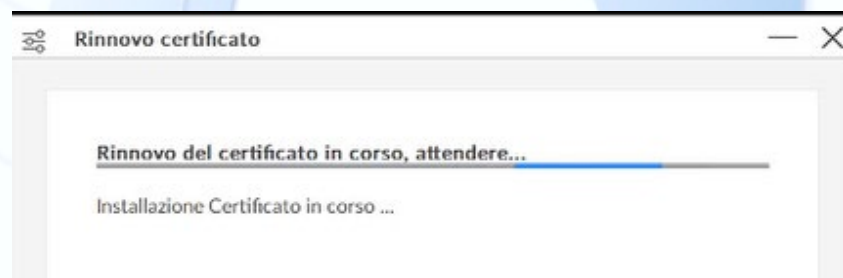 Rinnovo certificato
Rinnovo del certificato in corso, attendere...
Installazione Certificato in corso ...